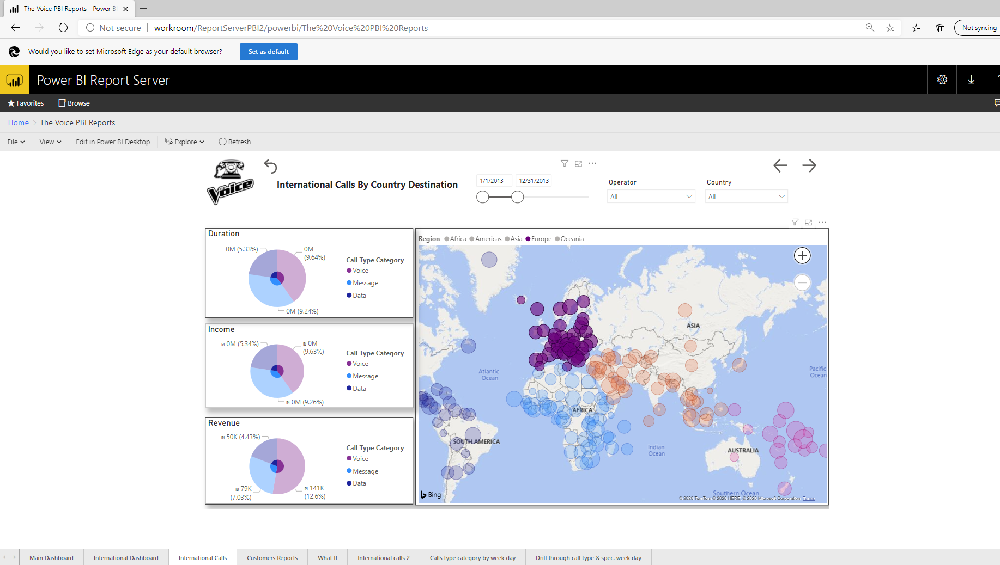 The Voice PBI Reports - Power B
Not secure
workroom/ReportServerPBI2/powerbi/The%20Voice%20PBI%20Reports
Not syncing
Would you like to set Microsoft Edge as your default browser?
Set as default
Power BI Report Server
Favorites
Browse
Home > The Voice PBI Reports
File
View
Edit in Power BI Desktop
Explore
Refresh
the Voice
International Calls By Country Destination
1/1/2013
12/31/2013
Operator
All
Country
All
Duration
0M (5.33%)
0M
(9.64%)
0M (9.24%)
Call Type Category
Voice
Message
Data
Income
₪ 0M (5.34%)
₪ 0M
(9.63%)
₪ 0M (9.26%)
Call Type Category
Voice
Message
Data
Revenue
₪ 50K (4.43%)
₪ 79K
(7.03%)
₪ 141K
(12.6%)
Call Type Category
Voice
Message
Data
Region Africa Americas Asia Europe Oceania
ASIA
EUROPE
Atlantic
Ocean
Pacific
Ocean
AFRICA
SOUTH AMERICA
Indian
Ocean
AUSTRALIA
Southern Ocean
Bing
© 2020 TomTom © 2020 HERE, © 2020 Microsoft Corporation Terms
Main Dashboard
International Dashboard
International Calls
Customers Reports
What If
International calls 2
Calls type category by week day
Drill through call type & spec. week day